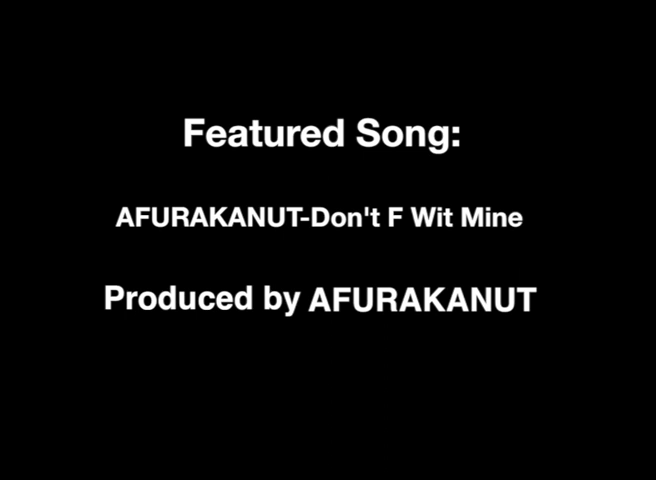 Featured Song:
AFURAKANUT-Don't F Wit Mine
Produced by AFURAKANUT